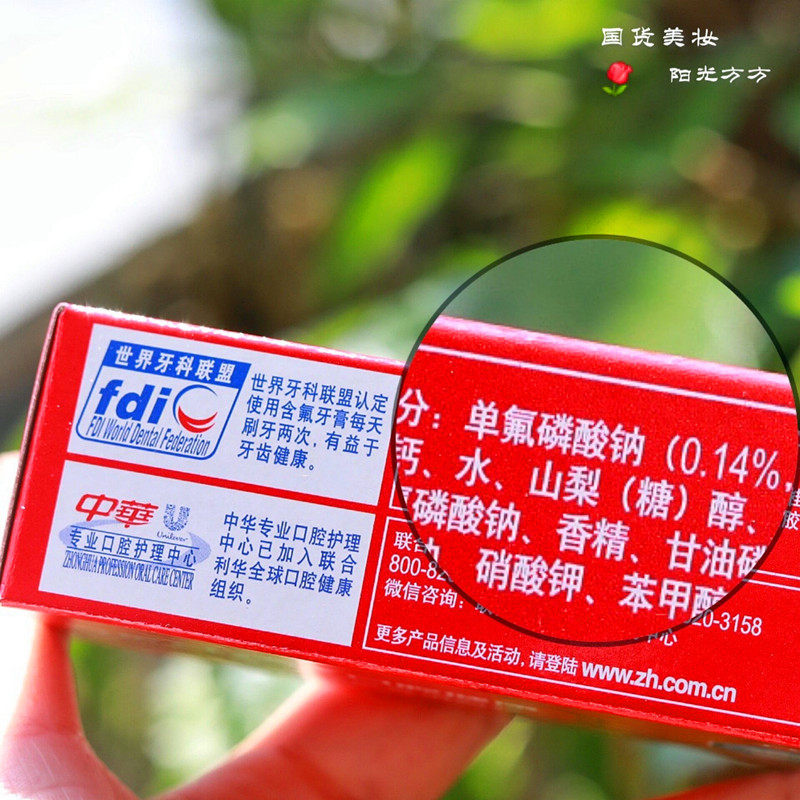 国货美妆
阳光方方
世界牙科联盟
fdi
FDI World Dental Federation
世界牙科联盟认定
使用含氟牙膏每天
刷牙两次，有益于
牙齿健康。
中華
Unilever
专业口腔护理中心
ZHONGHUA PROFESSION ORAL CARE CENTER
中华专业口腔护理
中心已加入联合
利华全球口腔健康
组织。
分：单氟磷酸钠（0.14%,
钙、水、山梨（糖）醇、
磷酸钠、香精、甘油磷
硝酸钾、苯甲醇
联合
800-82
20-3158
微信咨询：
中心
更多产品信息及活动，请登陆 www.zh.com.cn